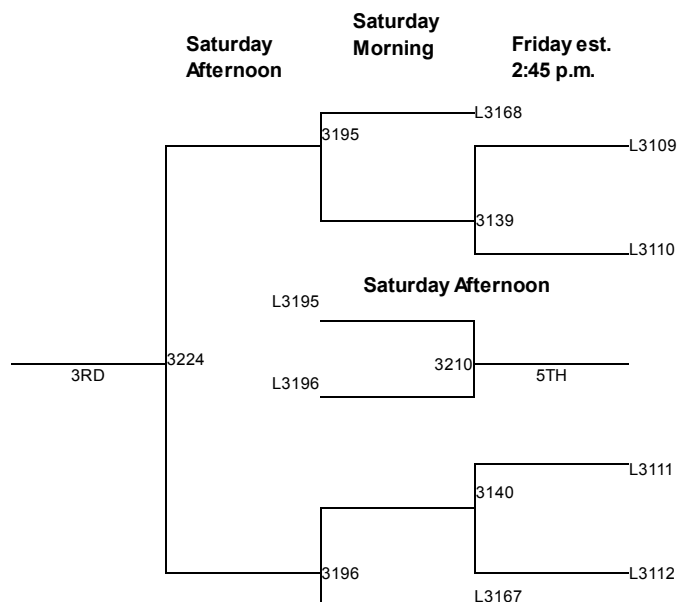 Saturday
Afternoon
Saturday
Morning
Friday est.
2:45 p.m.
L3168
3195
L3109
3139
L3110
Saturday Afternoon
L3195
3224
3210
3RD
5TH
L3196
L3111
3140
3196
L3112
L3167